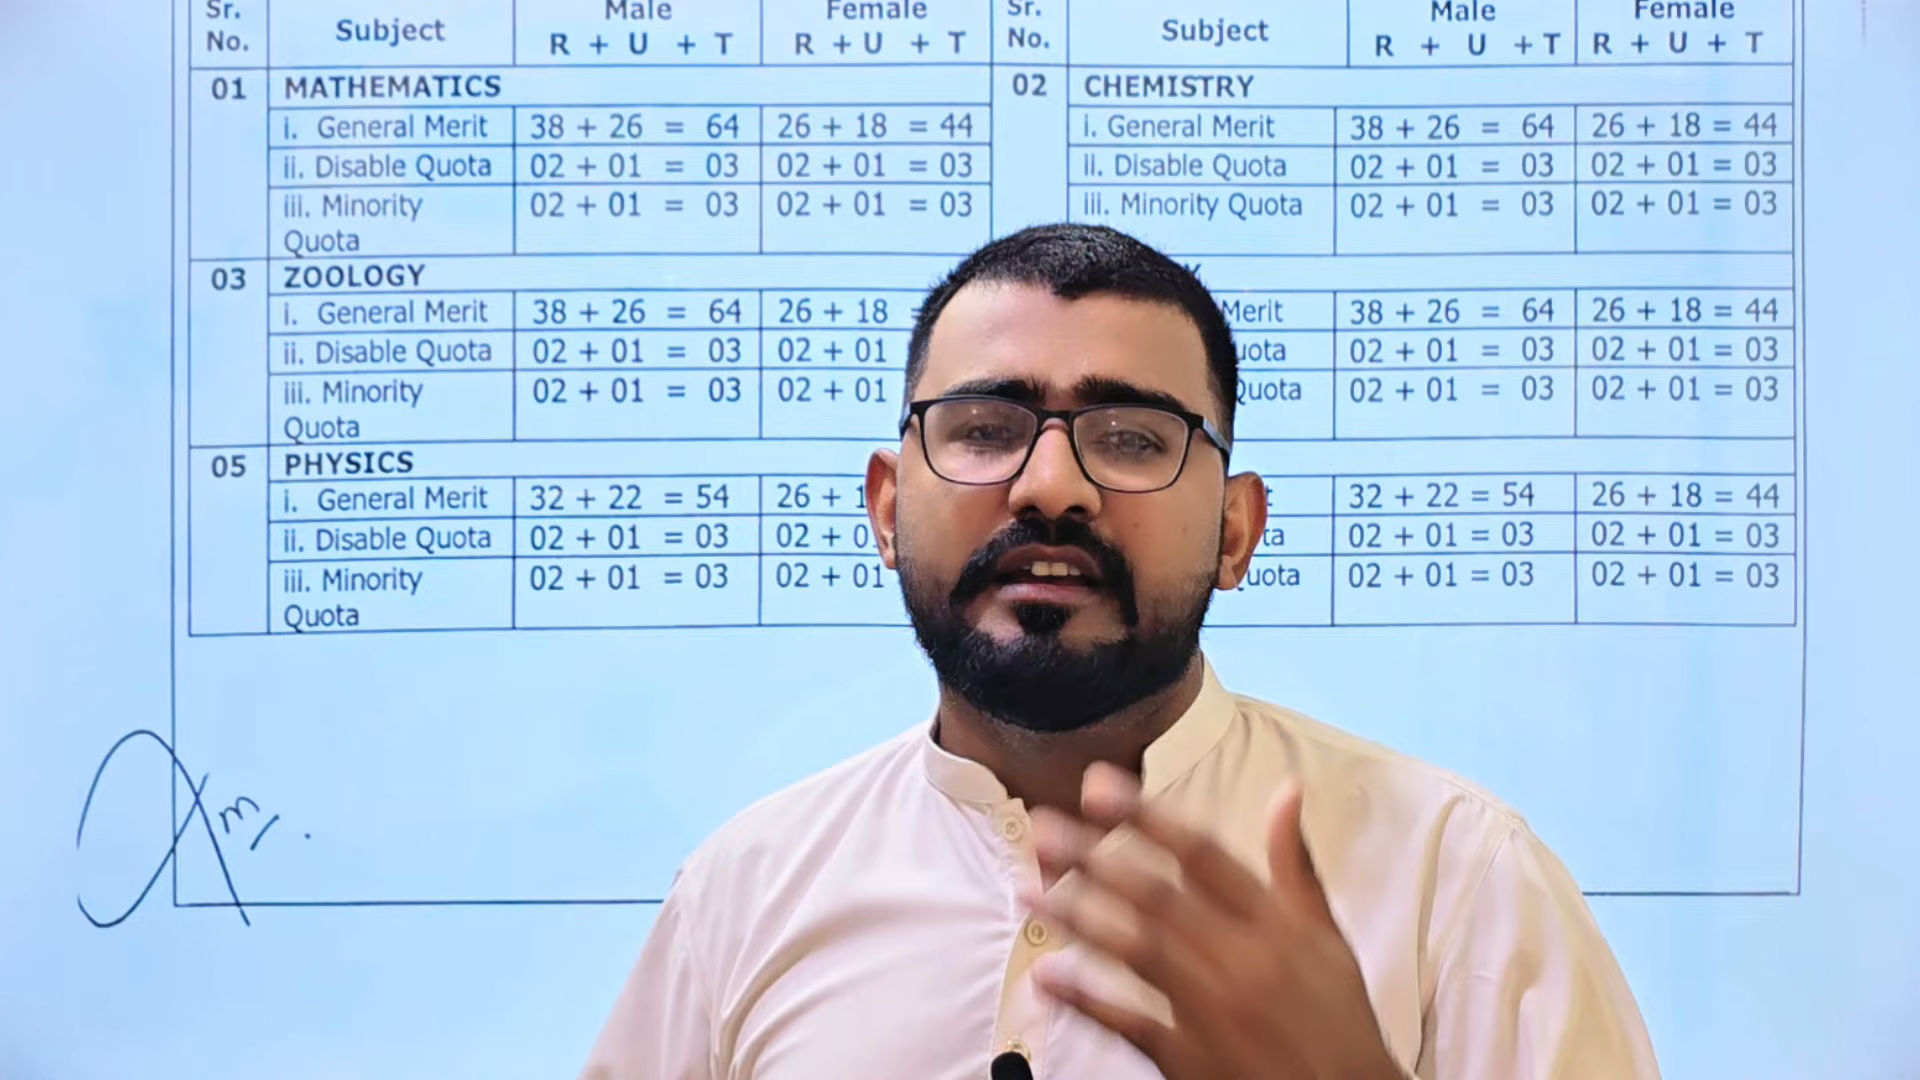 Sr. No. Subject Male R + U + T Female R + U + T Sr. No. Subject Male R + U + T Female R + U + T
01 MATHEMATICS 02 CHEMISTRY
i. General Merit 38 + 26 = 64 26 + 18 = 44 i. General Merit 38 + 26 = 64 26 + 18 = 44
ii. Disable Quota 02 + 01 = 03 02 + 01 = 03 ii. Disable Quota 02 + 01 = 03 02 + 01 = 03
iii. Minority Quota 02 + 01 = 03 02 + 01 = 03 iii. Minority Quota 02 + 01 = 03 02 + 01 = 03
03 ZOOLOGY
i. General Merit 38 + 26 = 64 26 + 18 Merit 38 + 26 = 64 26 + 18 = 44
ii. Disable Quota 02 + 01 = 03 02 + 01 02 + 01 = 03 02 + 01 = 03
iii. Minority Quota 02 + 01 = 03 02 + 01 Quota 02 + 01 = 03 02 + 01 = 03
05 PHYSICS
i. General Merit 32 + 22 = 54 26 + 32 + 22 = 54 26 + 18 = 44
ii. Disable Quota 02 + 01 = 03 02 + 02 + 01 = 03 02 + 01 = 03
iii. Minority Quota 02 + 01 = 03 02 + 01 02 + 01 = 03 02 + 01 = 03